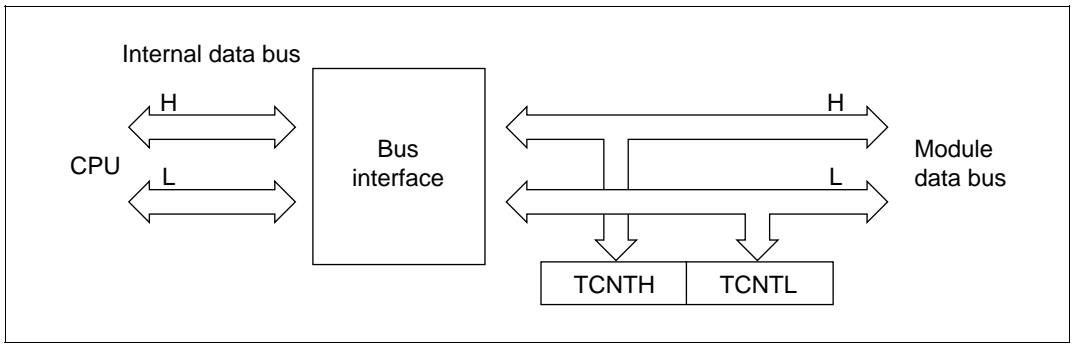 Internal data bus
H
H
CPU
Bus
interface
Module
data bus
L
L
TCNTH
TCNTL